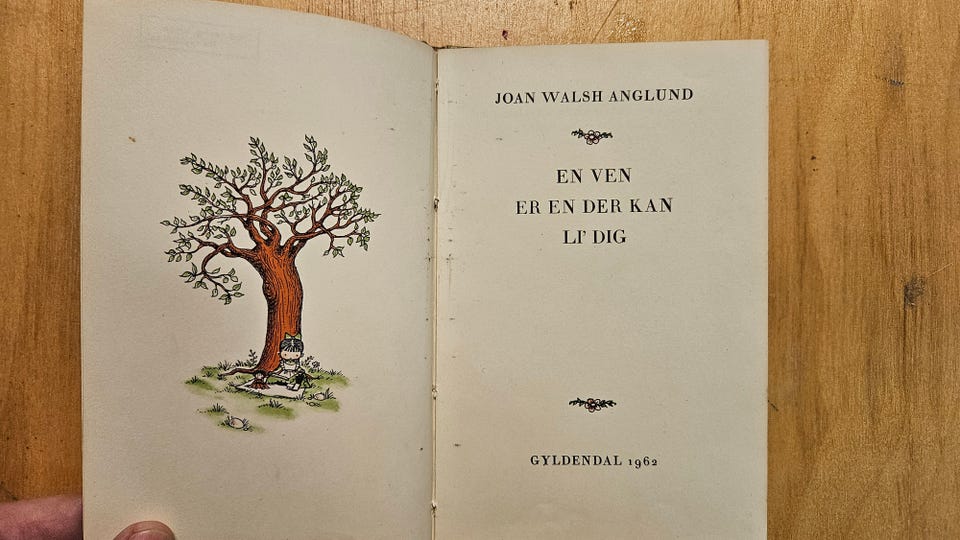 JOAN WALSH ANGLUND
EN VEN
ER EN DER KAN
LI' DIG
GYLDENDAL 1962